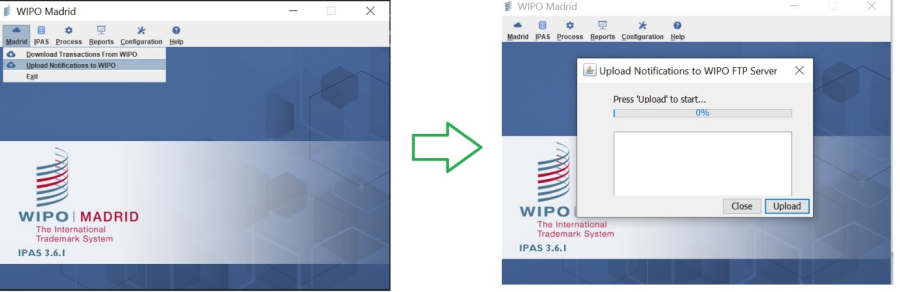 WIPO Madrid
Madrid IPAS Process Reports Configuration Help
Download Transactions From WIPO
Upload Notifications to WIPO
Exit
WIPO | MADRID
The International
Trademark System
IPAS 3.6.1
WIPO Madrid
Madrid IPAS Process Reports Configuration Help
Upload Notifications to WIPO FTP Server
Press 'Upload' to start...
0%
Close Upload
WIPO
The International
Trademark System
IPAS 3.6.1